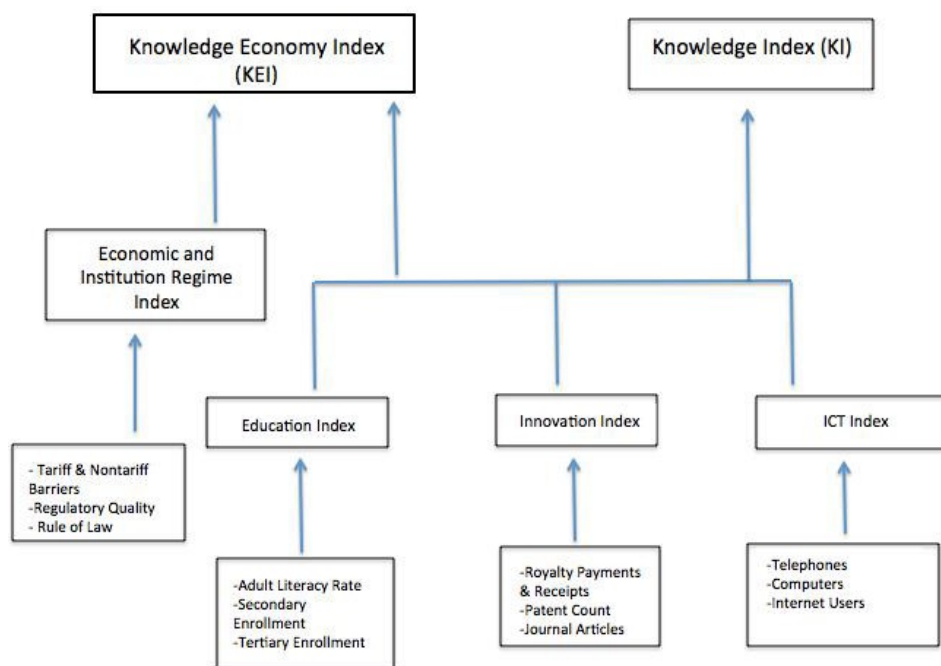 Knowledge Economy Index
(KEI)
Knowledge Index (KI)
Economic and
Institution Regime
Index
Education Index
Innovation Index
ICT Index
- Tariff & Nontariff
Barriers
-Regulatory Quality
- Rule of Law
-Adult Literacy Rate
-Secondary
Enrollment
-Tertiary Enrollment
-Royalty Payments
& Receipts
-Patent Count
-Journal Articles
-Telephones
-Computers
-Internet Users